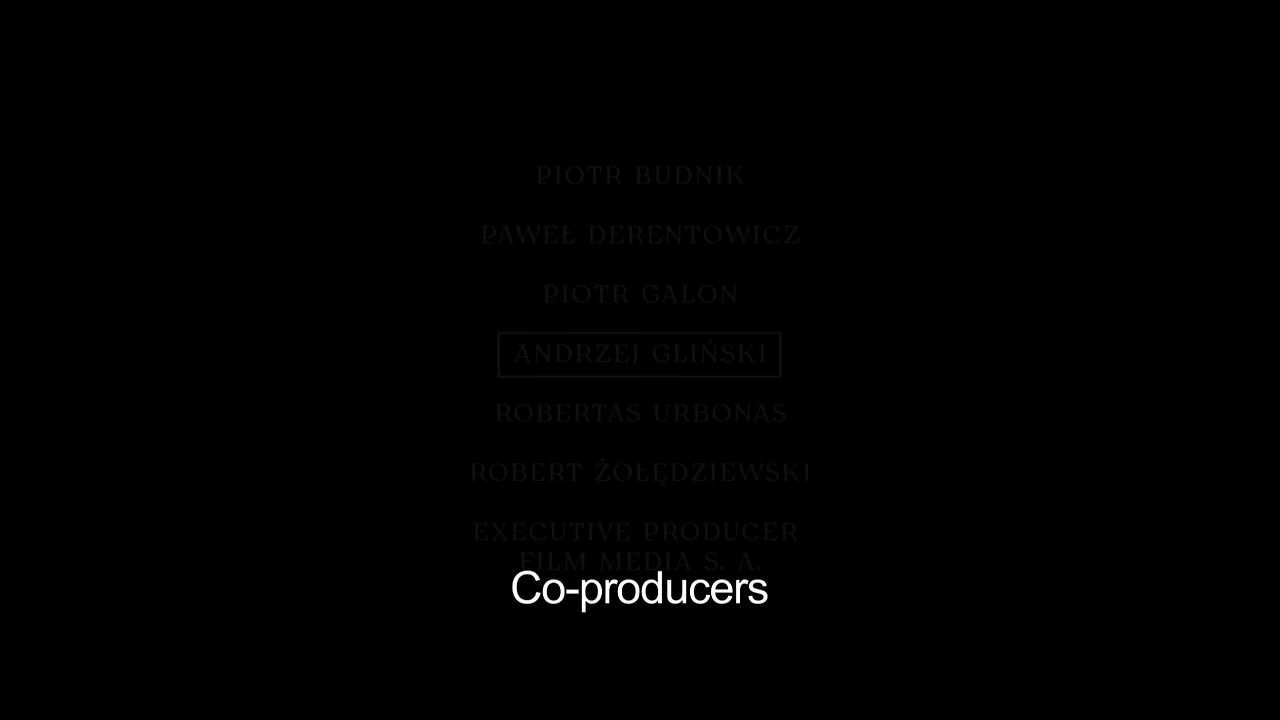 PIOTR BUDNIK
PAWEŁ DERENTOWICZ
PIOTR GALON
ANDRZEJ GLIŃSKI
ROBERTAS URBONAS
ROBERT ŻOŁĘDZIEWSKI
EXECUTIVE PRODUCER
FILM MEDIA S. A.
Co-producers